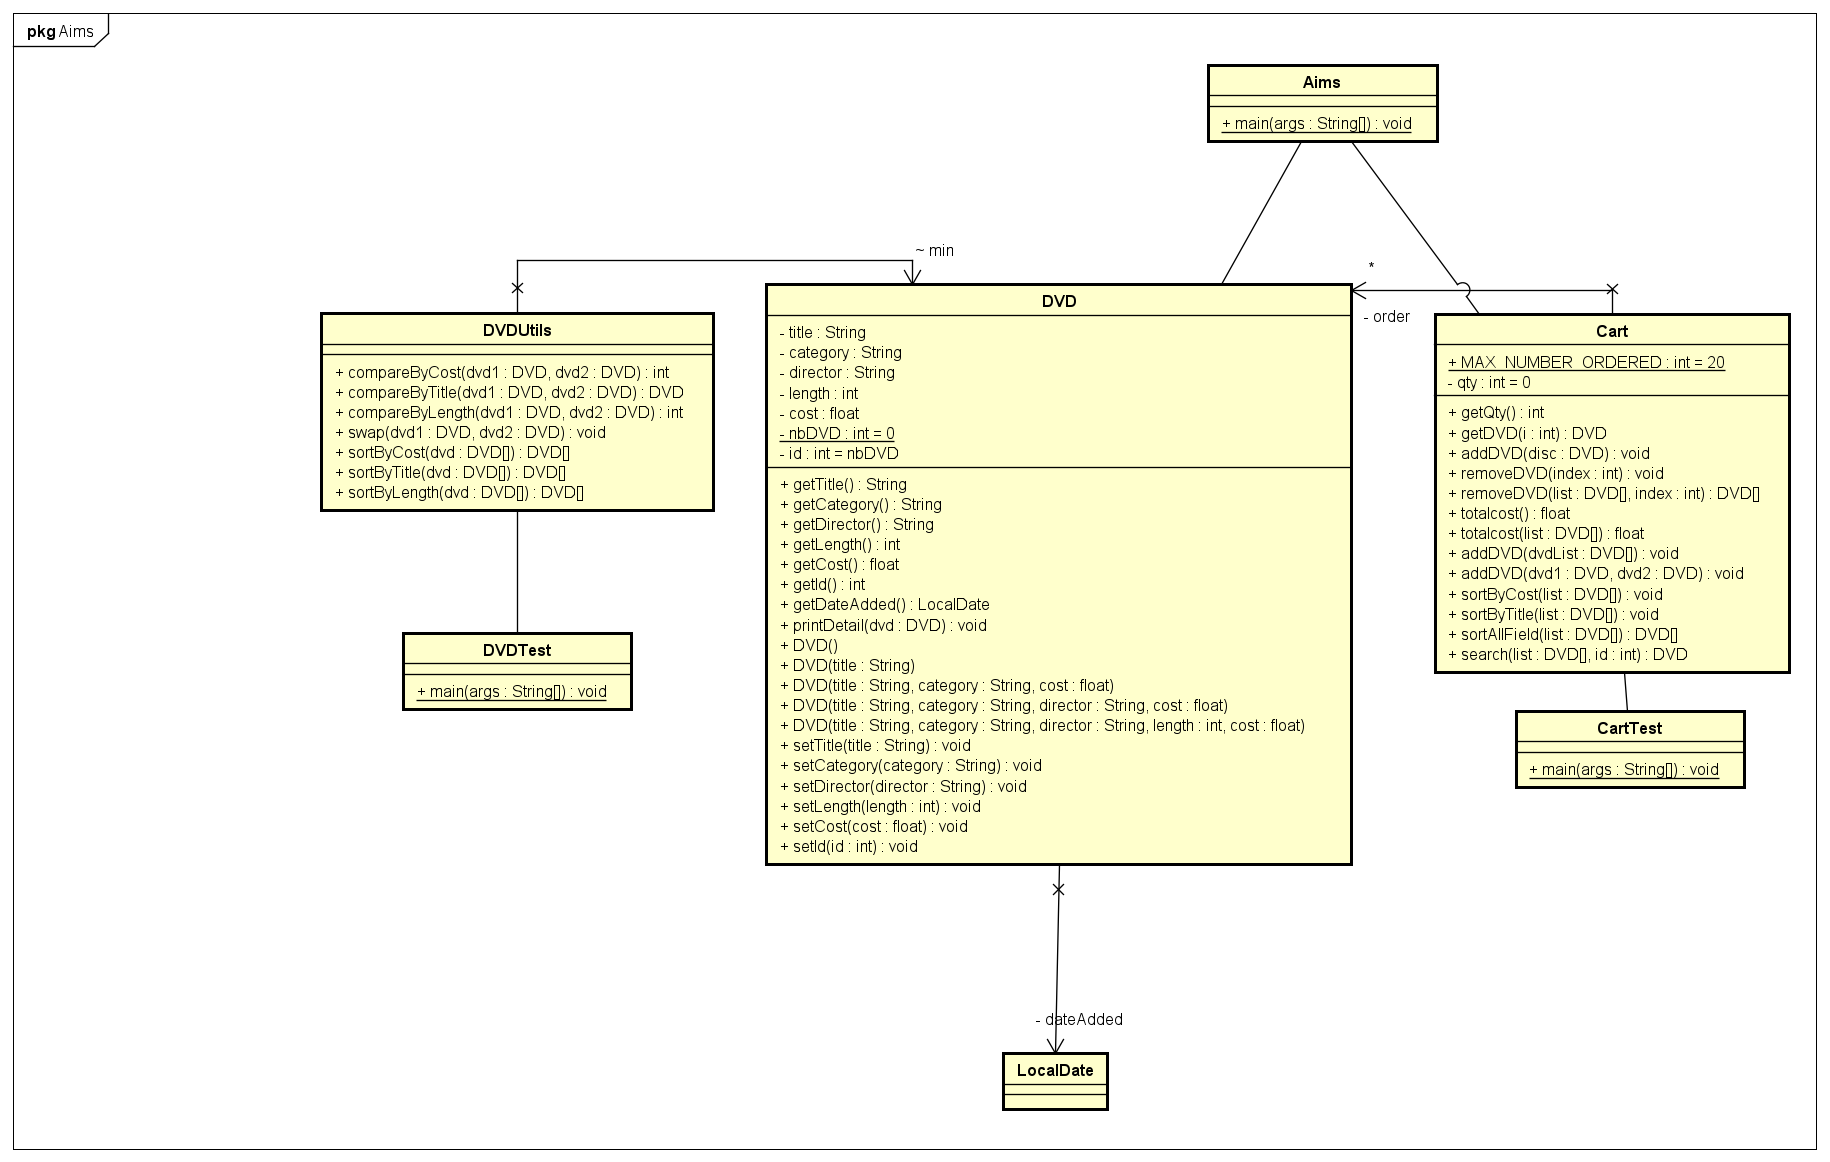 pkg Aims
Aims
+ main(args : String[]) : void
~ min
*
- order
DVDUtils
+ compareByCost(dvd1 : DVD, dvd2 : DVD) : int
+ compareByTitle(dvd1 : DVD, dvd2 : DVD) : DVD
+ compareByLength(dvd1 : DVD, dvd2 : DVD) : int
+ swap(dvd1 : DVD, dvd2 : DVD) : void
+ sortByCost(dvd : DVD[]) : DVD[]
+ sortByTitle(dvd : DVD[]) : DVD[]
+ sortByLength(dvd : DVD[]) : DVD[]
DVDTest
+ main(args : String[]) : void
DVD
- title : String
- category : String
- director : String
- length : int
- cost : float
- nbDVD : int = 0
- id : int = nbDVD
+ getTitle() : String
+ getCategory() : String
+ getDirector() : String
+ getLength() : int
+ getCost() : float
+ getId() : int
+ getDateAdded() : LocalDate
+ printDetail(dvd : DVD) : void
+ DVD()
+ DVD(title : String)
+ DVD(title : String, category : String, cost : float)
+ DVD(title : String, category : String, director : String, cost : float)
+ DVD(title : String, category : String, director : String, length : int, cost : float)
+ setTitle(title : String) : void
+ setCategory(category : String) : void
+ setDirector(director : String) : void
+ setLength(length : int) : void
+ setCost(cost : float) : void
+ setId(id : int) : void
Cart
+ MAX_NUMBER_ORDERED : int = 20
- qty : int = 0
+ getQty() : int
+ getDVD(i : int) : DVD
+ addDVD(disc : DVD) : void
+ removeDVD(index : int) : void
+ removeDVD(list : DVD[], index : int) : DVD[]
+ totalcost() : float
+ totalcost(list : DVD[]) : float
+ addDVD(dvdList : DVD[]) : void
+ addDVD(dvd1 : DVD, dvd2 : DVD) : void
+ sortByCost(list : DVD[]) : void
+ sortByTitle(list : DVD[]) : void
+ sortAllField(list : DVD[]) : DVD[]
+ search(list : DVD[], id : int) : DVD
CartTest
+ main(args : String[]) : void
- dateAdded
LocalDate